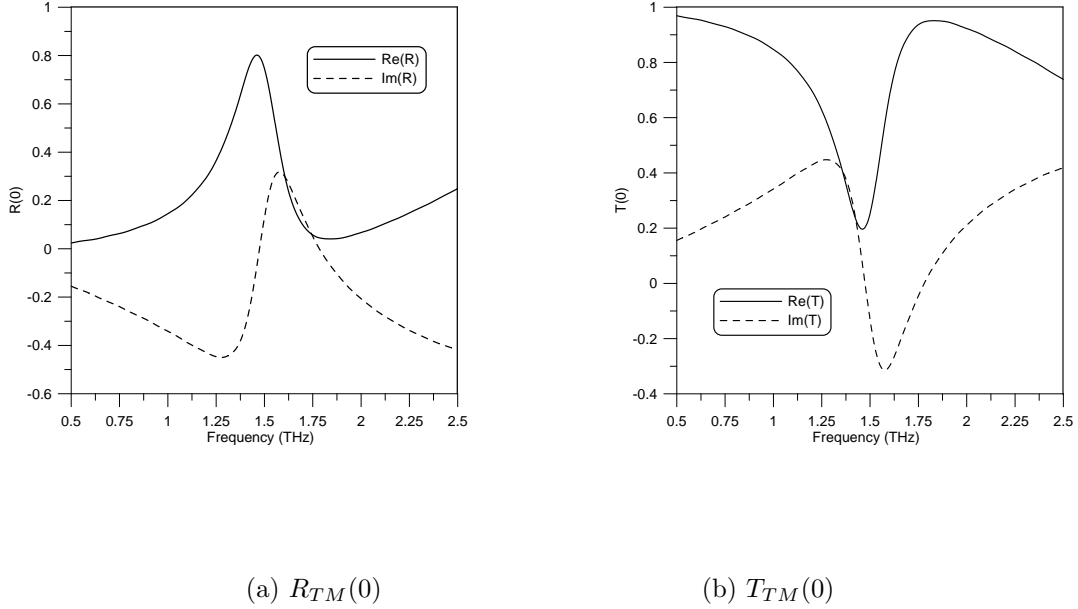 1
0.8
0.6
0.4
0.2
0
-0.2
-0.4
-0.6
R(0)
Re(R)
Im(R)
0.5 0.75 1 1.25 1.5 1.75 2 2.25 2.5
Frequency (THz)
(a) R_{TM}(0)
1
0.8
0.6
0.4
0.2
0
-0.2
-0.4
T(0)
Re(T)
Im(T)
0.5 0.75 1 1.25 1.5 1.75 2 2.25 2.5
Frequency (THz)
(b) T_{TM}(0)